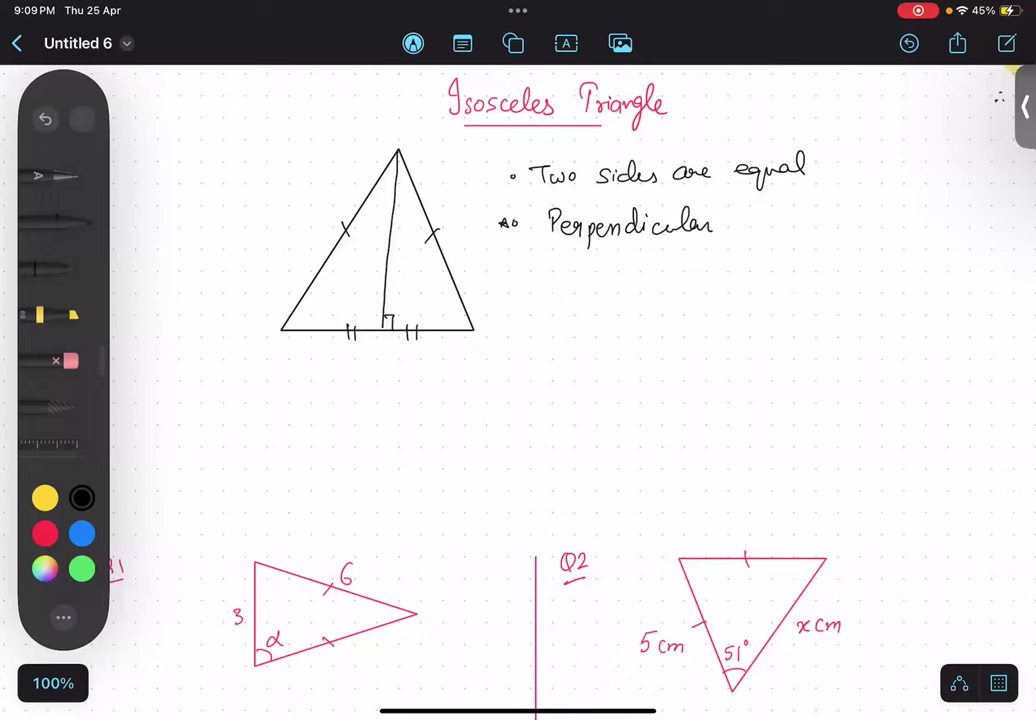 9:09 PM Thu 25 Apr
45%
Untitled 6
Isosceles Triangle
Two sides are equal
Perpendicular
Q2
6
3
α
5 cm
x cm
51°
100%